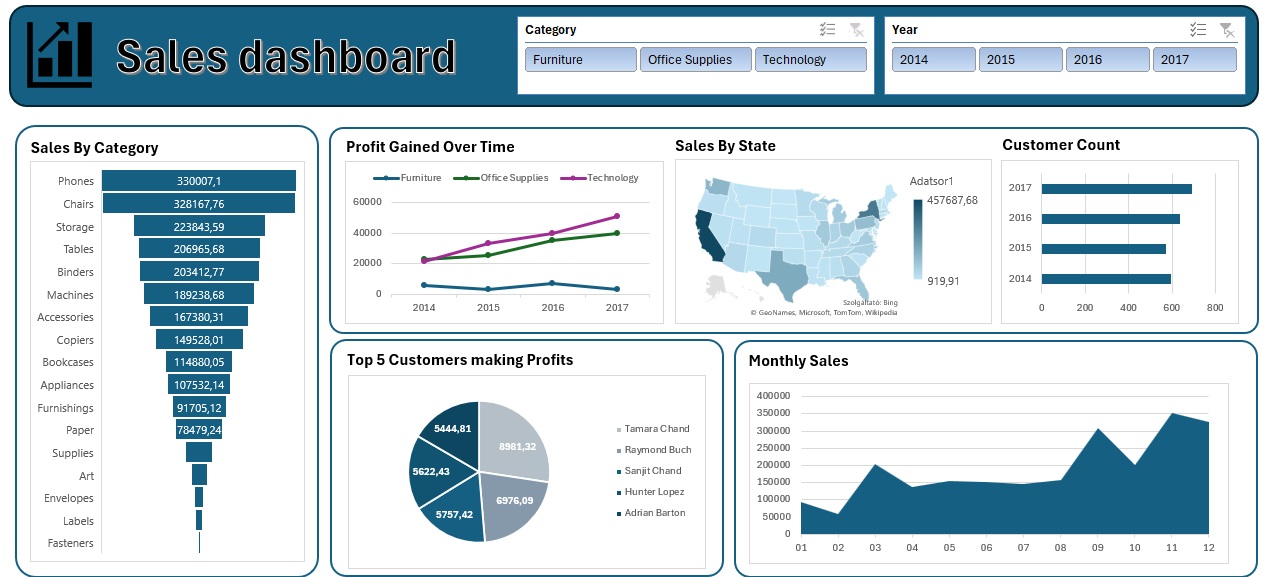 Sales dashboard
Category
Furniture
Office Supplies
Technology
Year
2014
2015
2016
2017
Sales By Category
Phones 330007,1
Chairs 328167,76
Storage 223843,59
Tables 206965,68
Binders 203412,77
Machines 189238,68
Accessories 167380,31
Copiers 149528,01
Bookcases 114880,05
Appliances 107532,14
Furnishings 91705,12
Paper 78479,24
Supplies
Art
Envelopes
Labels
Fasteners
Profit Gained Over Time
Furniture Office Supplies Technology
60000
40000
20000
0
2014 2015 2016 2017
Sales By State
Adatsor1
457687,68
919,91
Szolgáltató: Bing
© GeoNames, Microsoft, TomTom, Wikipedia
Customer Count
2017
2016
2015
2014
0 200 400 600 800
Top 5 Customers making Profits
8981,32
6976,09
5757,42
5622,43
5444,81
Tamara Chand
Raymond Buch
Sanjit Chand
Hunter Lopez
Adrian Barton
Monthly Sales
400000
350000
300000
250000
200000
150000
100000
50000
0
01 02 03 04 05 06 07 08 09 10 11 12